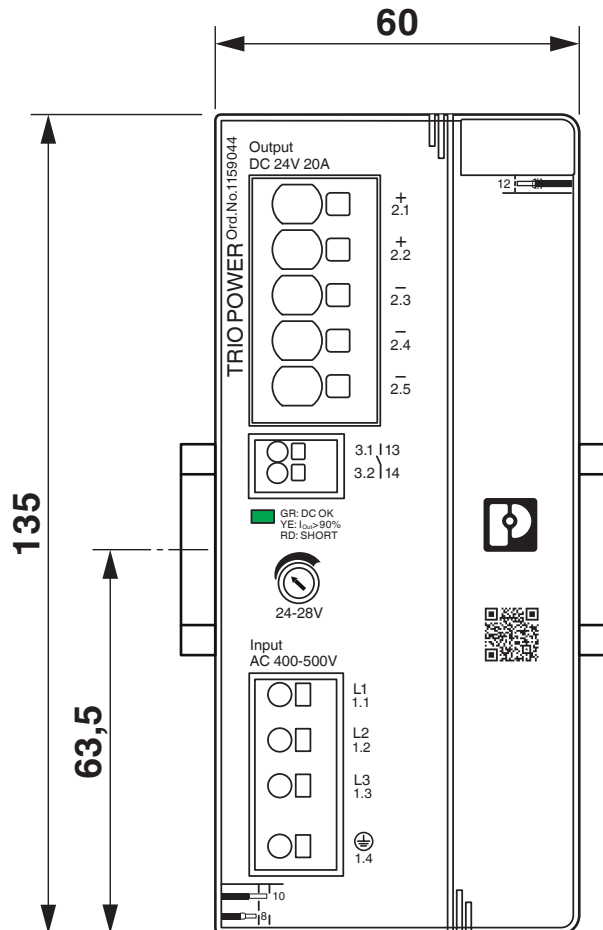 60
135
63,5
Output
DC 24V 20A
TRIO POWER Ord.No.1159044
12
+
2.1
+
2.2
−
2.3
−
2.4
−
2.5
3.1 13
3.2 14
GR: DC OK
YE: IOut>90%
RD: SHORT
24-28V
Input
AC 400-500V
L1
1.1
L2
1.2
L3
1.3
1.4
10
8